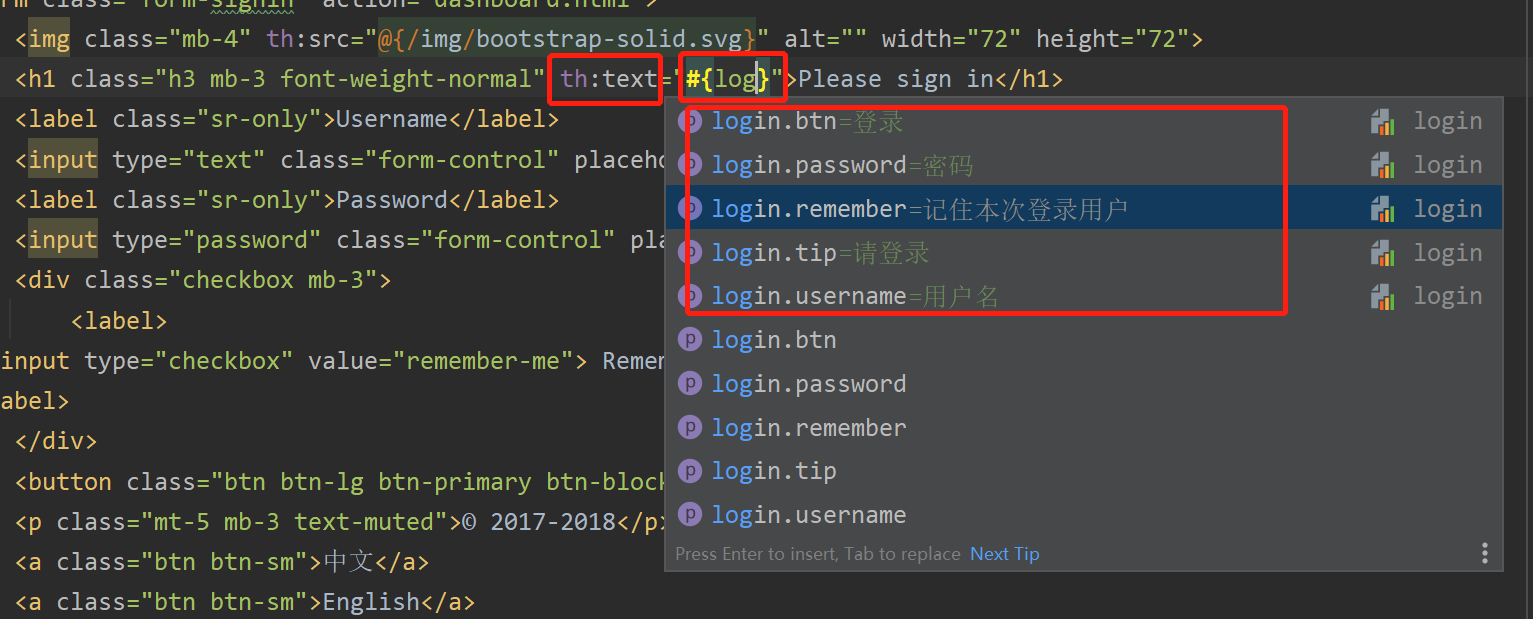 class="form-signin" action="dashboard.html">
<img class="mb-4" th:src="@{/img/bootstrap-solid.svg}" alt="" width="72" height="72">
<h1 class="h3 mb-3 font-weight-normal" th:text="#{log}">Please sign in</h1>
<label class="sr-only">Username</label>
<input type="text" class="form-control" placeho
<label class="sr-only">Password</label>
<input type="password" class="form-control" pla
<div class="checkbox mb-3">
<label>
input type="checkbox" value="remember-me"> Remem
abel>
</div>
<button class="btn btn-lg btn-primary btn-block
<p class="mt-5 mb-3 text-muted">© 2017-2018</p>
<a class="btn btn-sm">中文</a>
<a class="btn btn-sm">English</a>
p login.btn=登录 login
p login.password=密码 login
p login.remember=记住本次登录用户 login
p login.tip=请登录 login
p login.username=用户名 login
p login.btn
p login.password
p login.remember
p login.tip
p login.username
Press Enter to insert, Tab to replace Next Tip